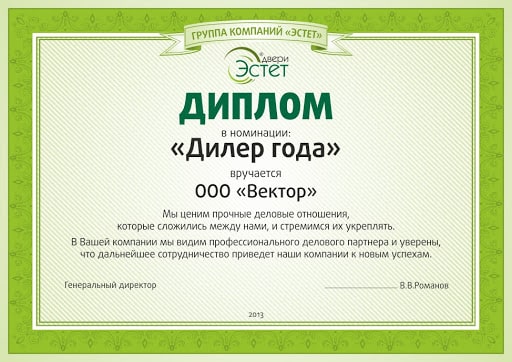 ГРУППА КОМПАНИЙ «ЭСТЕТ»
®двери
Эстет
ДИПЛОМ
в номинации:
«Дилер года»
вручается
ООО «Вектор»
Мы ценим прочные деловые отношения,
которые сложились между нами, и стремимся их укреплять.
В Вашей компании мы видим профессионального делового партнера и уверены,
что дальнейшее сотрудничество приведет наши компании к новым успехам.
Генеральный директор В.В.Романов
2013